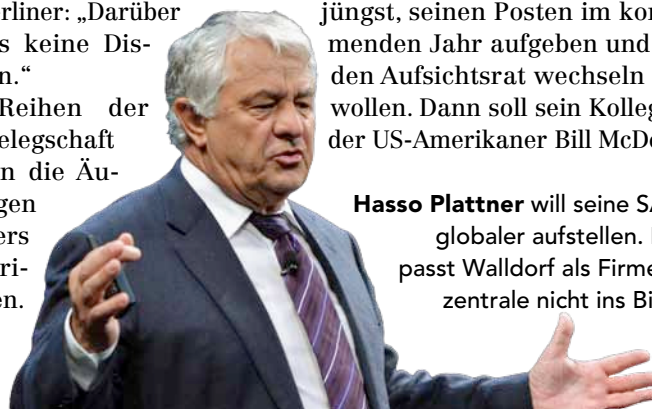 rliner: „Darüber
s keine Dis-
n.“
Reihen der
elegschaft
n die Äu-
gen
ers
ri-
en.
jüngst, seinen Posten im kor
menden Jahr aufgeben und
den Aufsichtsrat wechseln
wollen. Dann soll sein Kolleg
der US-Amerikaner Bill McDe
Hasso Plattner will seine SA
globaler aufstellen.
passt Walldorf als Firme
zentrale nicht ins Bi